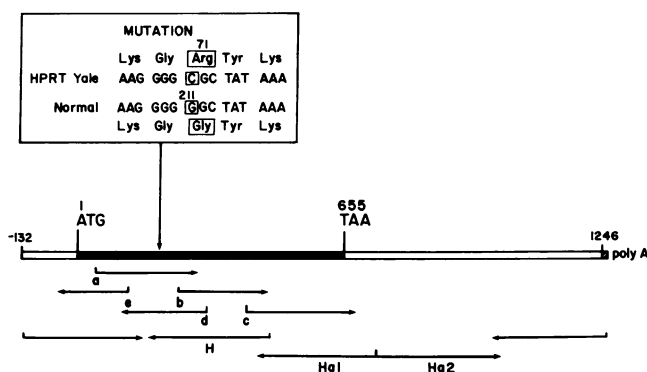 MUTATION
71
Lys Gly Arg Tyr Lys
HPRT Yale AAG GGG CGC TAT AAA
211
Normal AAG GGG GGC TAT AAA
Lys Gly Gly Tyr Lys
1 655
-132 ATG TAA 1246
poly A
a
e b
d c
H
Ha1 Ha2